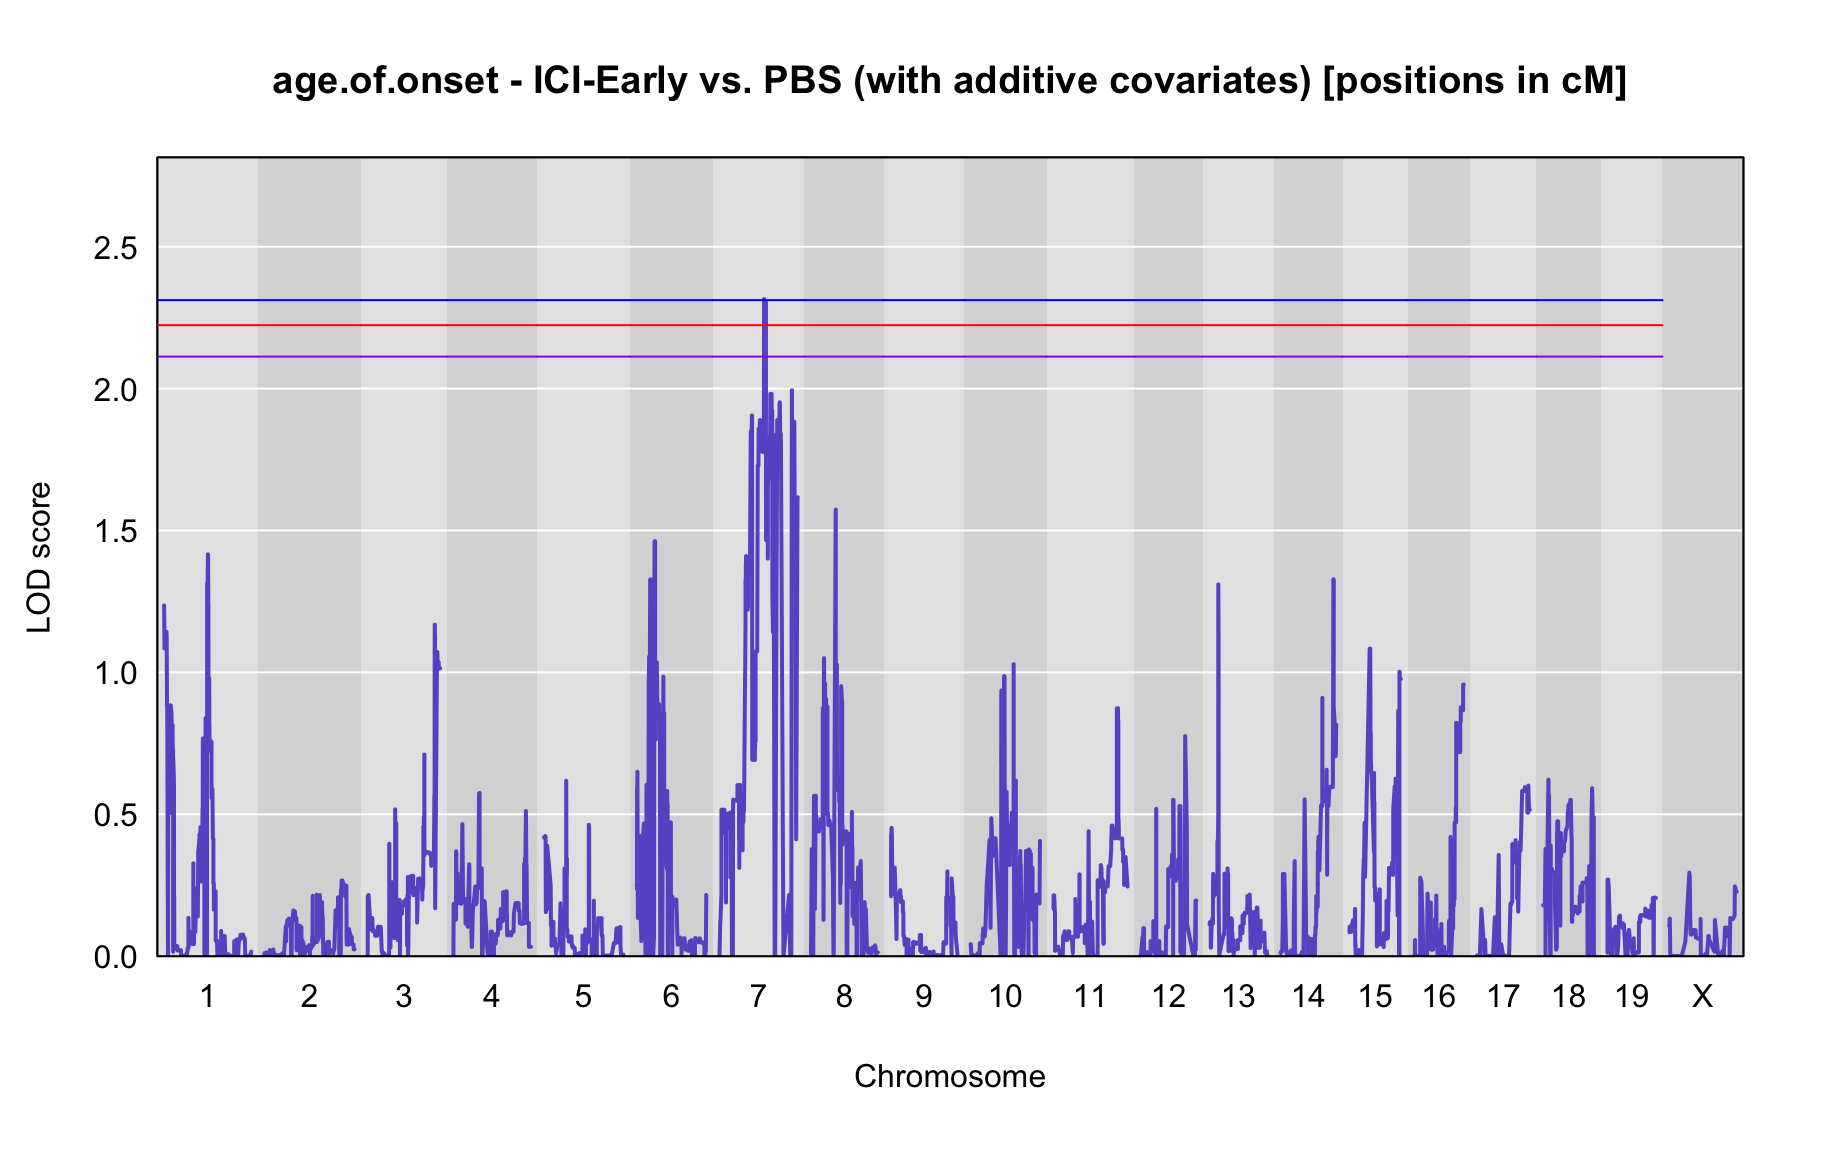 age.of.onset - ICI-Early vs. PBS (with additive covariates) [positions in cM]
2.5
2.0
1.5
1.0
0.5
0.0
LOD score
1 2 3 4 5 6 7 8 9 10 11 12 13 14 15 16 17 18 19 X
Chromosome